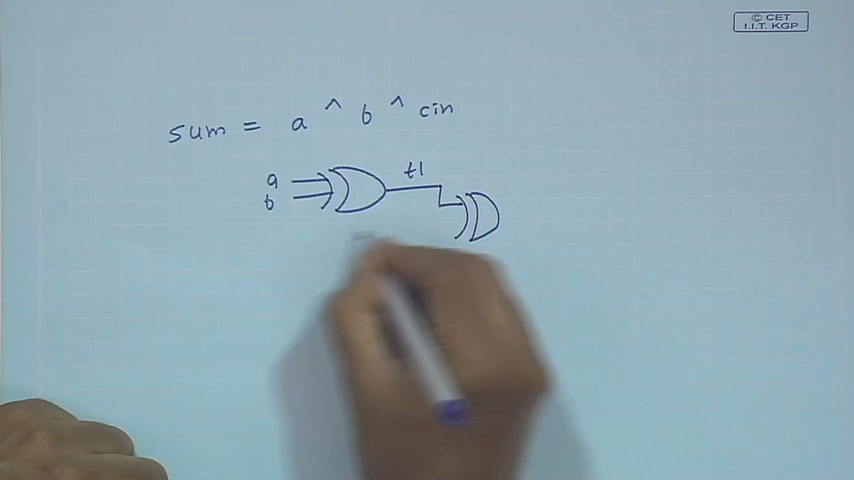 © CET
I.I.T. KGP
sum = a ^ b ^ cin
a
t1
b